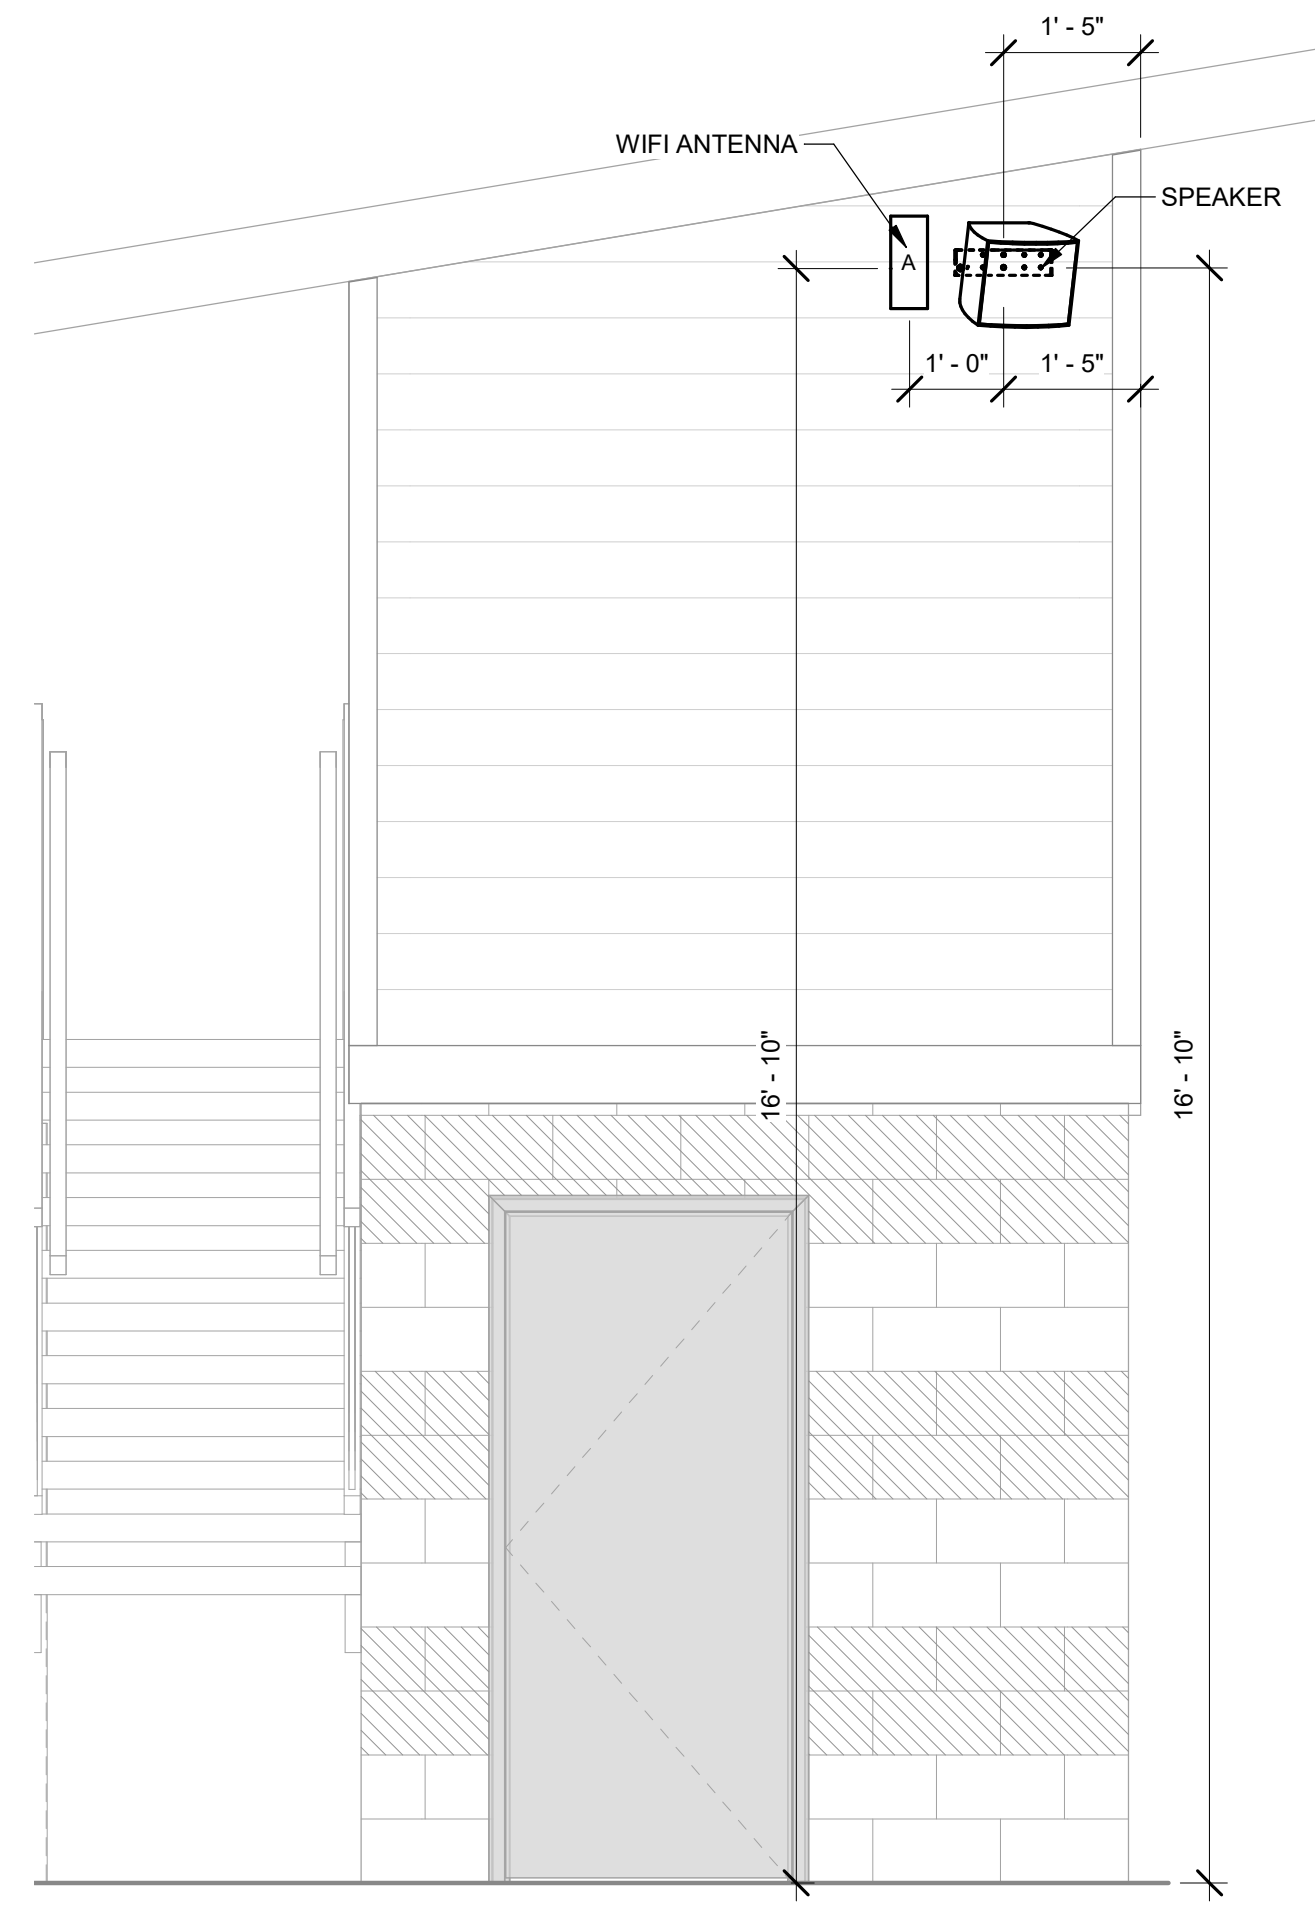 1' - 5"
WIFI ANTENNA
SPEAKER
A
1' - 0"
1' - 5"
16' - 10"
16' - 10"